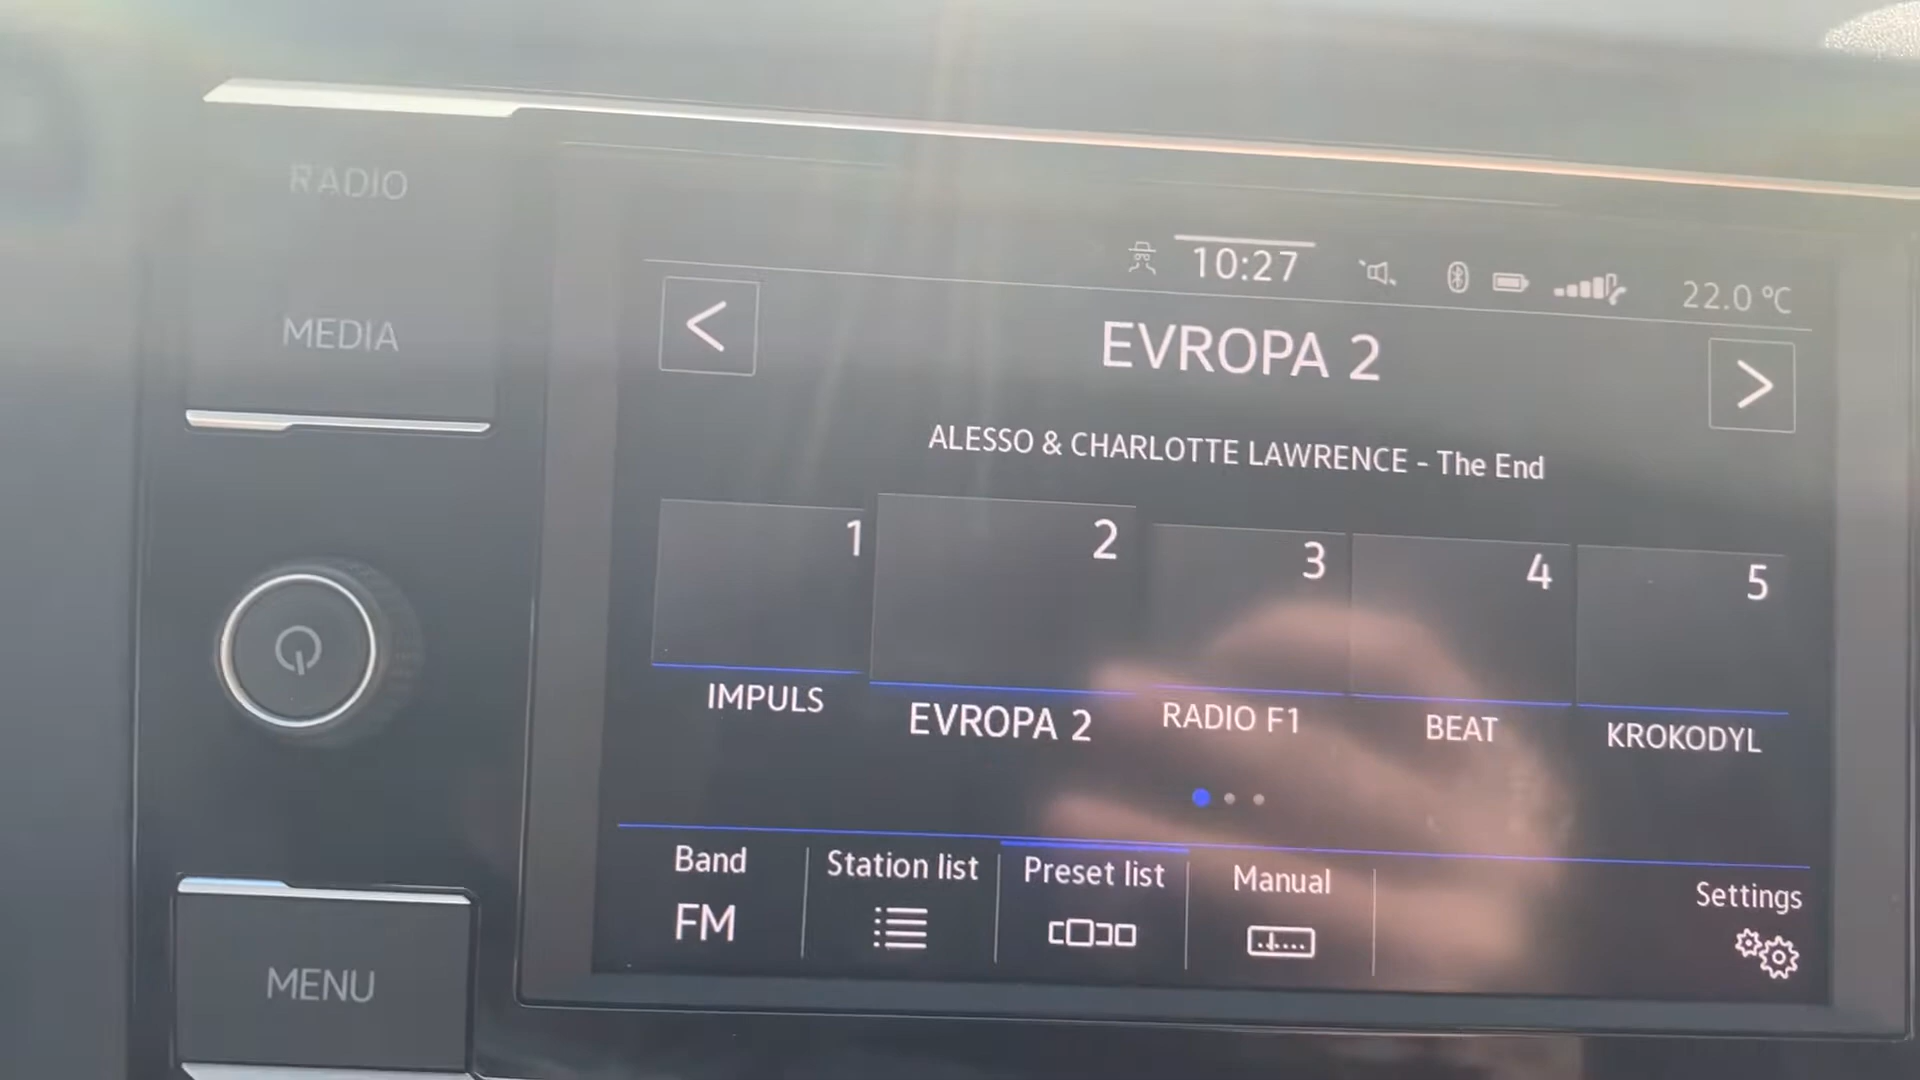 RADIO
MEDIA
MENU
10:27
22.0 °C
<
EVROPA 2
>
ALESSO & CHARLOTTE LAWRENCE - The End
1
2
3
4
5
IMPULS
EVROPA 2
RADIO F1
BEAT
KROKODYL
Band
Station list
Preset list
Manual
Settings
FM